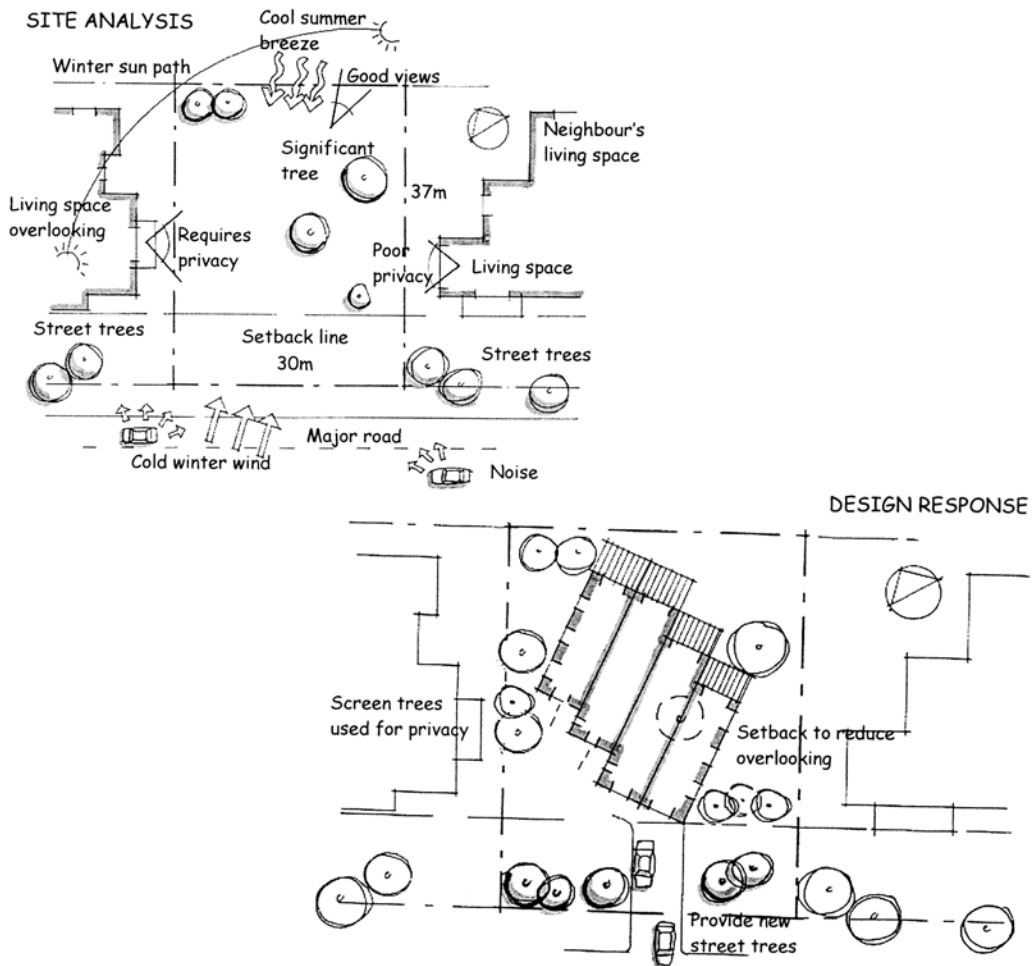 SITE ANALYSIS
Cool summer
breeze
Winter sun path
Good views
Significant
tree
Neighbour's
living space
37m
Living space
overlooking
Requires
privacy
Poor
privacy
Living space
Street trees
Setback line
30m
Street trees
Major road
Cold winter wind
Noise
DESIGN RESPONSE
Screen trees
used for privacy
Setback to reduce
overlooking
Provide new
street trees